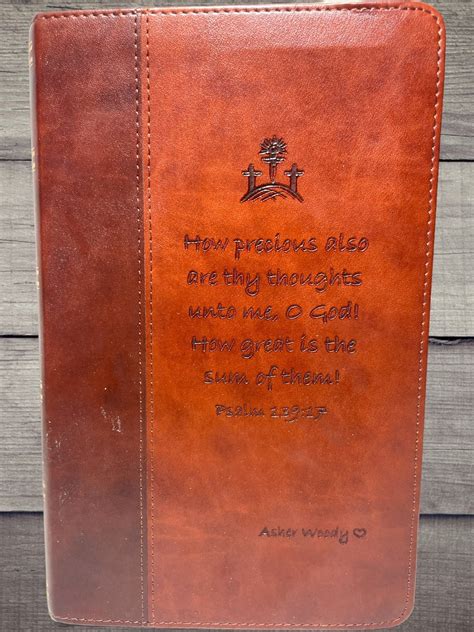 How precious also
are thy thoughts
unto me, O God!
How great is the
sum of them!
Psalm 139:17
Asher Woody